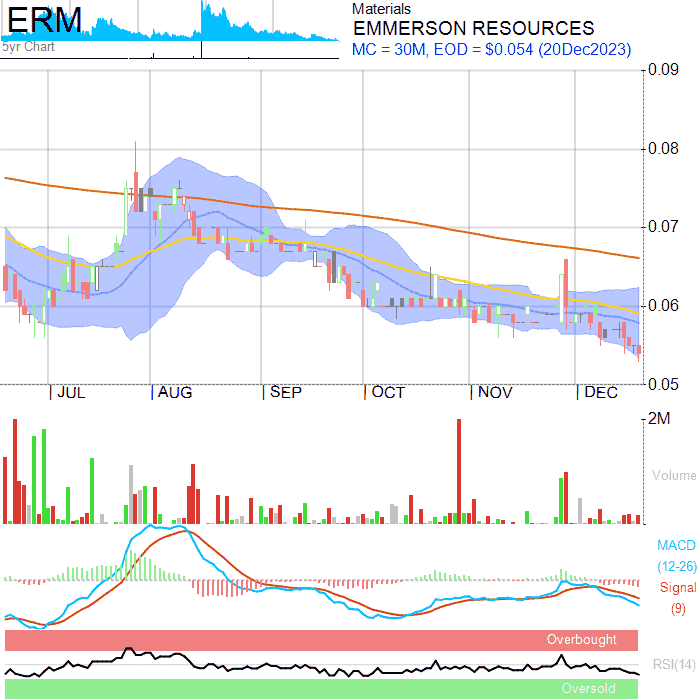 ERM
5yr Chart
Materials
EMMERSON RESOURCES
MC = 30M, EOD = $0.054 (20Dec2023)
0.09
0.08
0.07
0.06
0.05
JUL AUG SEP OCT NOV DEC
2M
Volume
MACD
(12-26)
Signal
(9)
Overbought
RSI(14)
Oversold